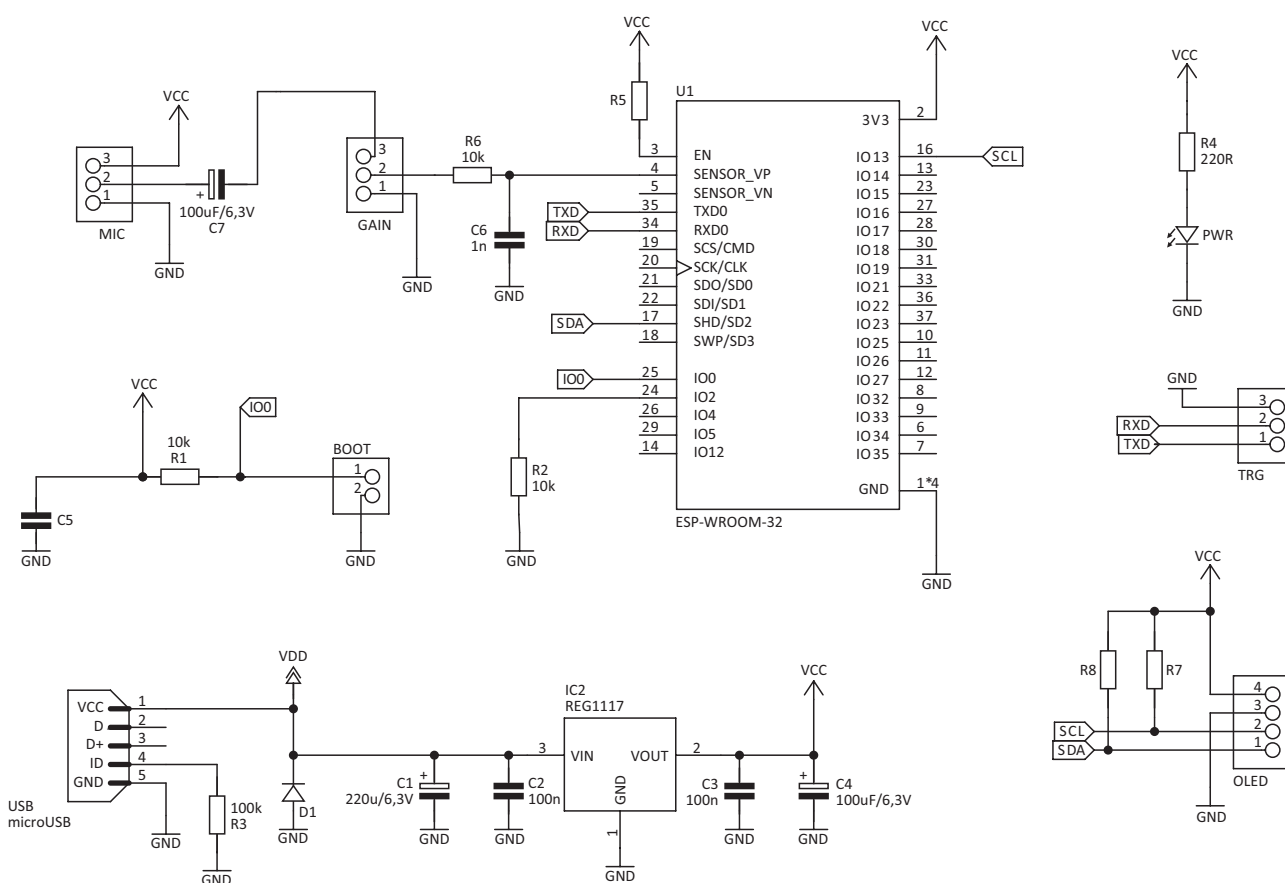 VCC
3
2
1
MIC
GND
+
100uF/6,3V
C7
3
2
1
GAIN
GND
R6
10k
C6
1n
GND
VCC
R5
U1
3 EN
4 SENSOR_VP
5 SENSOR_VN
TXD 35 TXD0
RXD 34 RXD0
19 SCS/CMD
20 SCK/CLK
21 SDO/SD0
22 SDI/SD1
SDA 17 SHD/SD2
18 SWP/SD3
IO0 25 IO0
24 IO2
26 IO4
29 IO5
14 IO12
VCC
3V3 2
IO13 16 SCL
IO14 13
IO15 23
IO16 27
IO17 28
IO18 30
IO19 31
IO21 33
IO22 36
IO23 37
IO25 10
IO26 11
IO27 12
IO32 8
IO33 9
IO34 6
IO35 7
GND 1*4
ESP-WROOM-32
GND
R2
10k
GND
VCC
R4
220R
PWR
GND
VCC
IO0
10k
R1
C5
GND
BOOT
1
2
GND
GND
3
RXD 2
TXD 1
TRG
VCC
R8
R7
4
3
SCL 2
SDA 1
OLED
GND
VCC 1
D 2
D+ 3
ID 4
GND 5
USB
microUSB
GND
100k
R3
GND
VDD
D1
GND
+
C1
220u/6,3V
GND
C2
100n
GND
IC2
REG1117
3 VIN
VOUT 2
GND
1
GND
C3
100n
GND
VCC
+
C4
100uF/6,3V
GND